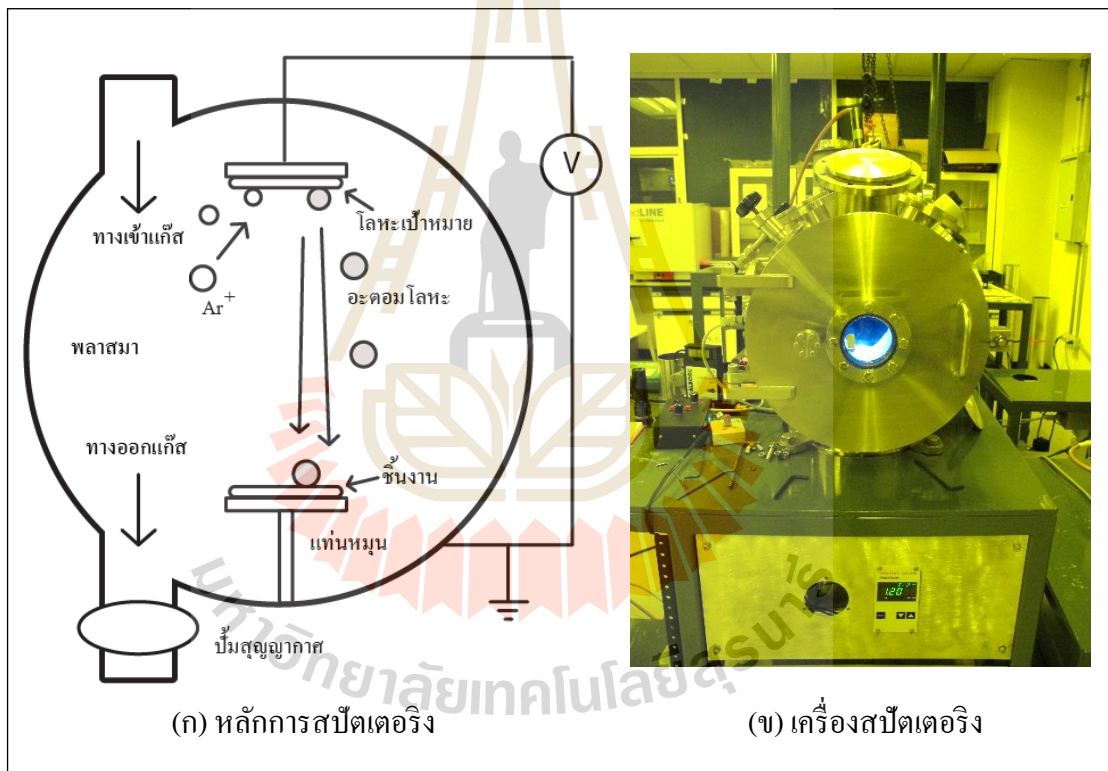 V
โลหะเป้าหมาย
ทางเข้าแก๊ส
อะตอมโลหะ
Ar+
พลาสมา
ทางออกแก๊ส
ชิ้นงาน
แท่นหมุน
ปั้มสุญญากาศ
มหาวิทยาลัยเทคโนโลยีสุรนารี
LINE
1.20
(ก) หลักการสปัตเตอริง
(ข) เครื่องสปัตเตอริง